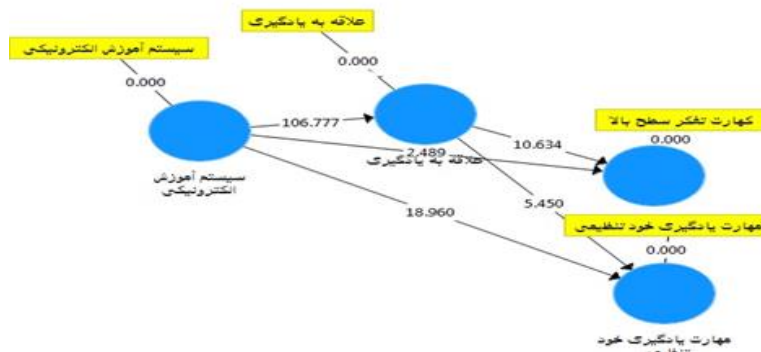 علاقه به یادگیری
سیستم آموزش الکترونیکی
0.000
0.000
106.777
10.634
مهارت تفکر سطح بالا
0.000
2.489
علاقه به یادگیری
سیستم آموزش
الکترونیکی
18.960
5.450
مهارت یادگیری خود تنظیمی
0.000
مهارت یادگیری خود